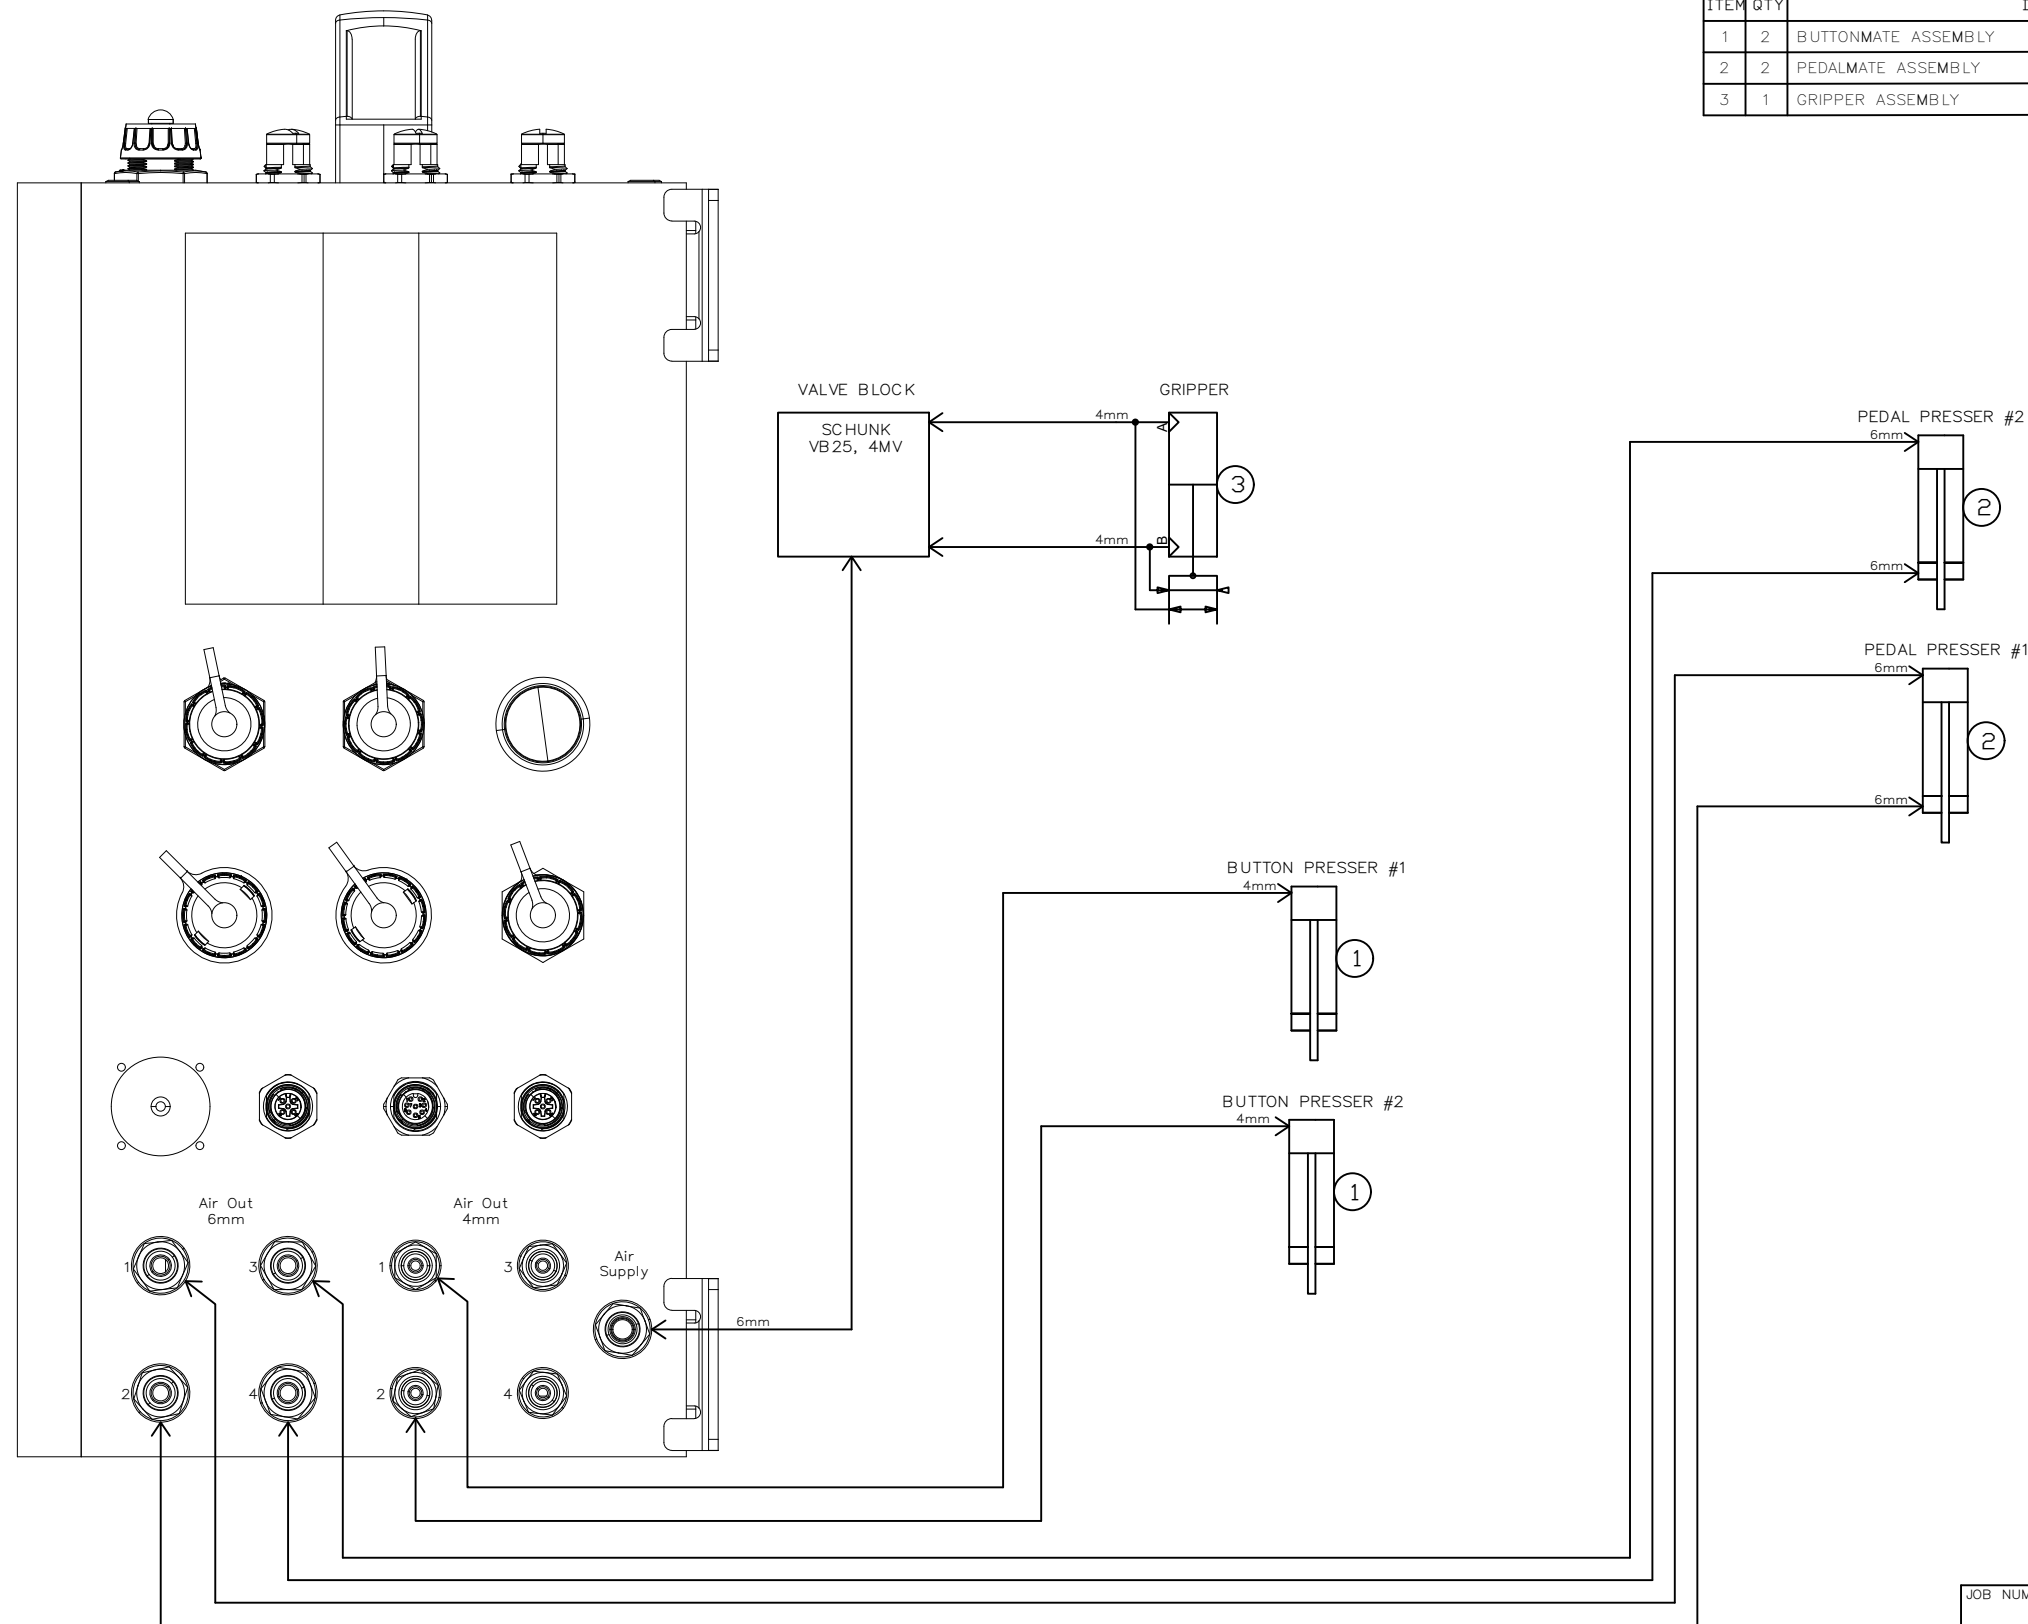 ITEM QTY
1 2 BUTTONMATE ASSEMBLY
2 2 PEDALMATE ASSEMBLY
3 1 GRIPPER ASSEMBLY
VALVE BLOCK
SCHUNK
VB25, 4MV
GRIPPER
4mm
A
4mm
B
3
PEDAL PRESSER #2
6mm
2
6mm
PEDAL PRESSER #1
6mm
2
6mm
BUTTON PRESSER #1
4mm
1
BUTTON PRESSER #2
4mm
1
Air Out
6mm
Air Out
4mm
1
3
1
3
Air
Supply
6mm
2
4
2
4
JOB